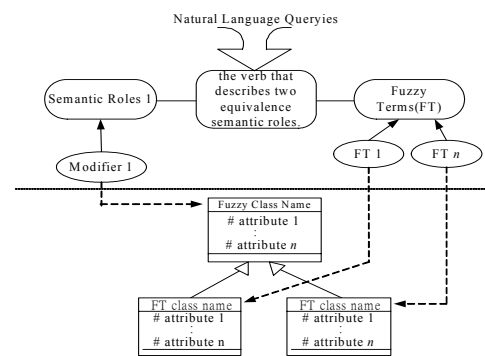 Natural Language Queryies
Semantic Roles 1
the verb that
describes two
equivalence
semantic roles.
Fuzzy
Terms(FT)
Modifier 1
FT 1
FT n
Fuzzy Class Name
# attribute 1
:
# attribute n
FT class name
# attribute 1
:
# attribute n
FT class name
# attribute 1
:
# attribute n